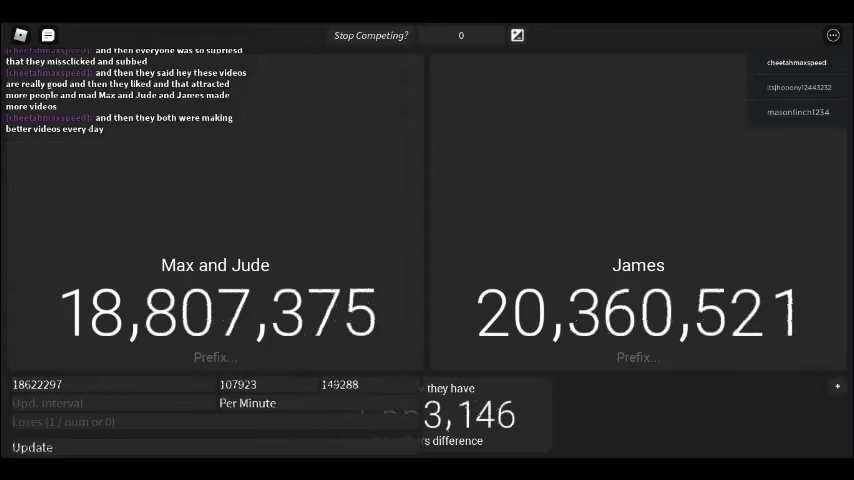 Stop Competing?
0
[cheetahmaxspeed]: and then everyone was so supriesd
that they missclicked and subbed
[cheetahmaxspeed]: and then they said hey these videos
are really good and then they liked and that attracted
more people and mad Max and Jude and James made
more videos
[cheetahmaxspeed]: and then they both were making
better videos every day
cheetahmaxspeed
itsjhooony12443232
masonfinch1234
Max and Jude
18,807,375
Prefix...
James
20,360,521
Prefix...
18622297
107923
149288
Upd. Interval
Per Minute
Loses (1 / num or 0)
Update
they have
3,146
difference